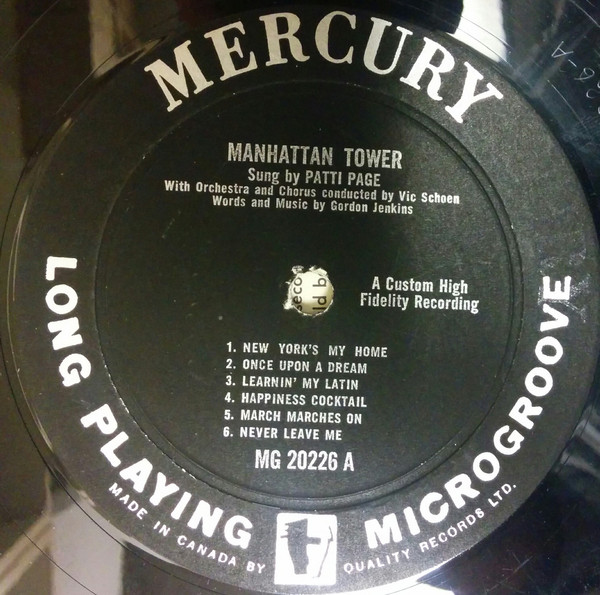 MERCURY
MANHATTAN TOWER
Sung by PATTI PAGE
With Orchestra and Chorus conducted by Vic Schoen
Words and Music by Gordon Jenkins
A Custom High
Fidelity Recording
1. NEW YORK'S MY HOME
2. ONCE UPON A DREAM
3. LEARNIN' MY LATIN
4. HAPPINESS COCKTAIL
5. MARCH MARCHES ON
6. NEVER LEAVE ME
MG 20226 A
LONG PLAYING MICROGROOVE
MADE IN CANADA BY QUALITY RECORDS LTD.